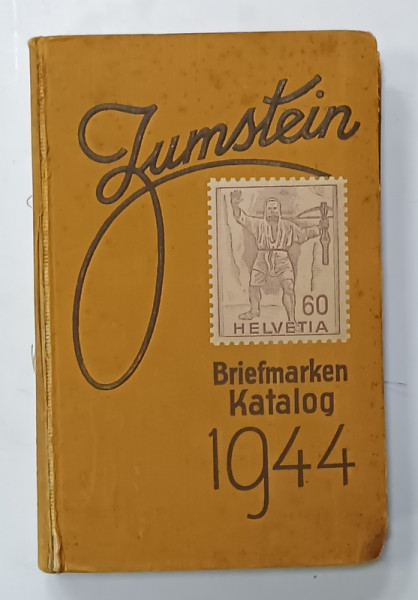 Zumstein
60
HELVETIA
Briefmarken
Katalog
1944